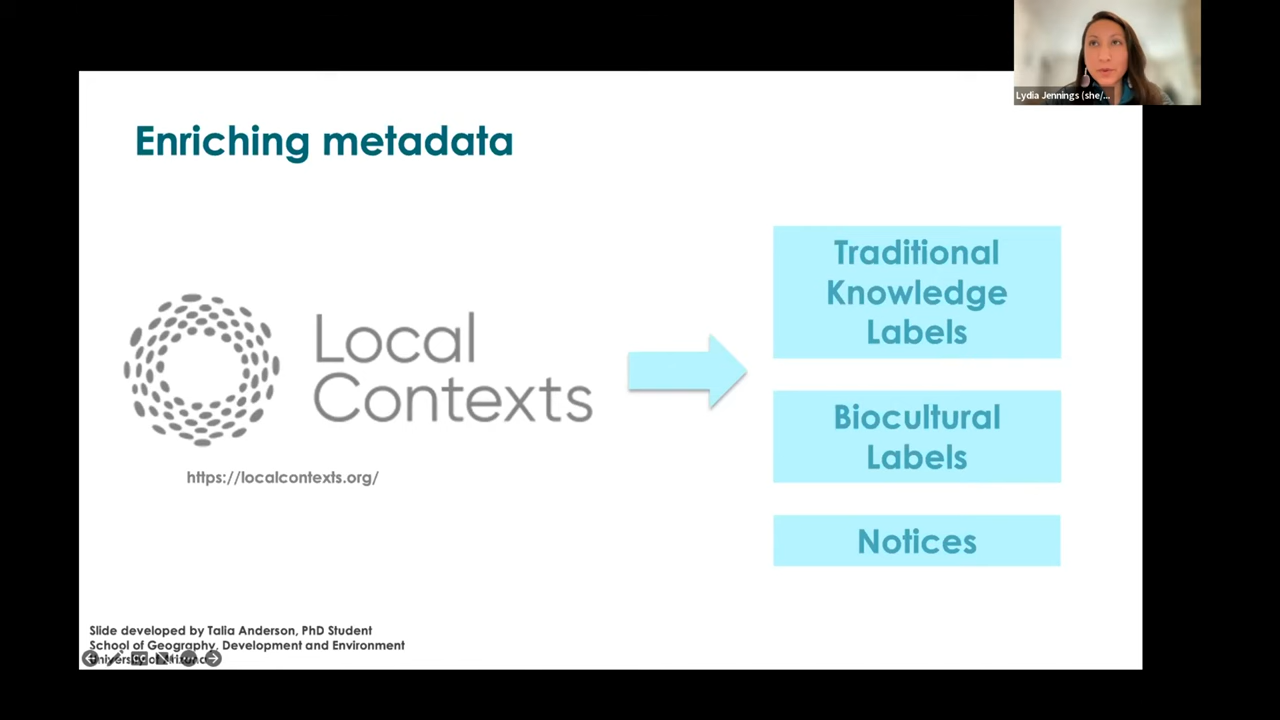 Lydia Jennings (she/...
Enriching metadata
Local
Contexts
https://localcontexts.org/
Traditional
Knowledge
Labels
Biocultural
Labels
Notices
Slide developed by Talia Anderson, PhD Student
School of Geography, Development and Environment
University of Arizona